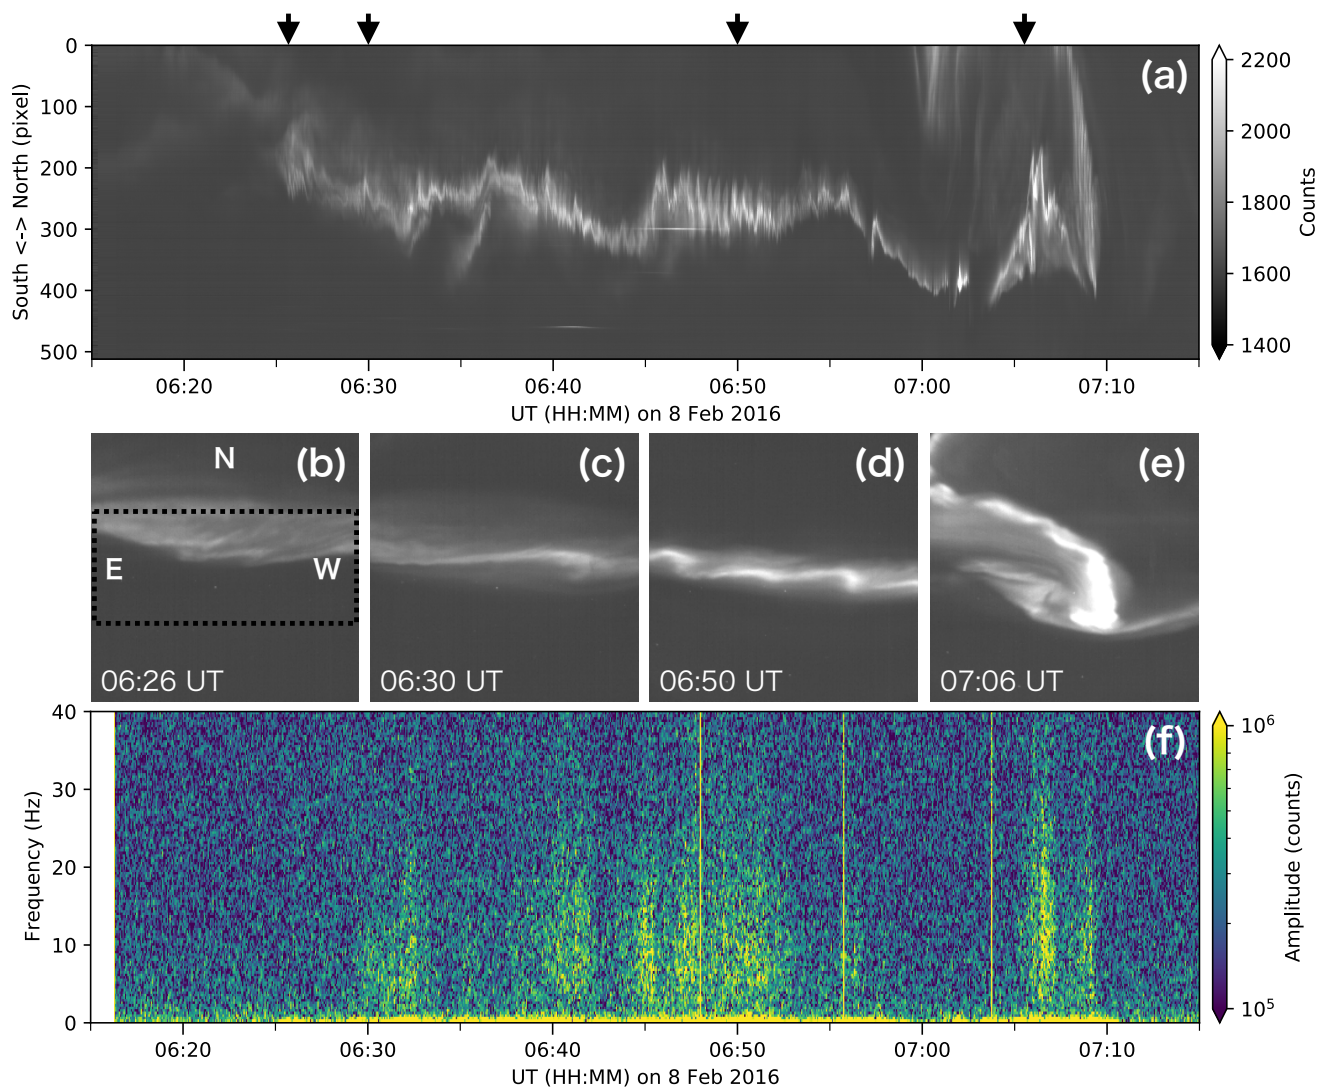 (a)
0
100
200
300
400
500
South <-> North (pixel)
06:20 06:30 06:40 06:50 07:00 07:10
UT (HH:MM) on 8 Feb 2016
2200
2000
1800
1600
1400
Counts
N (b)
E W
06:26 UT
(c)
06:30 UT
(d)
06:50 UT
(e)
07:06 UT
(f)
40
30
20
10
0
Frequency (Hz)
06:20 06:30 06:40 06:50 07:00 07:10
UT (HH:MM) on 8 Feb 2016
10⁶
10⁵
Amplitude (counts)